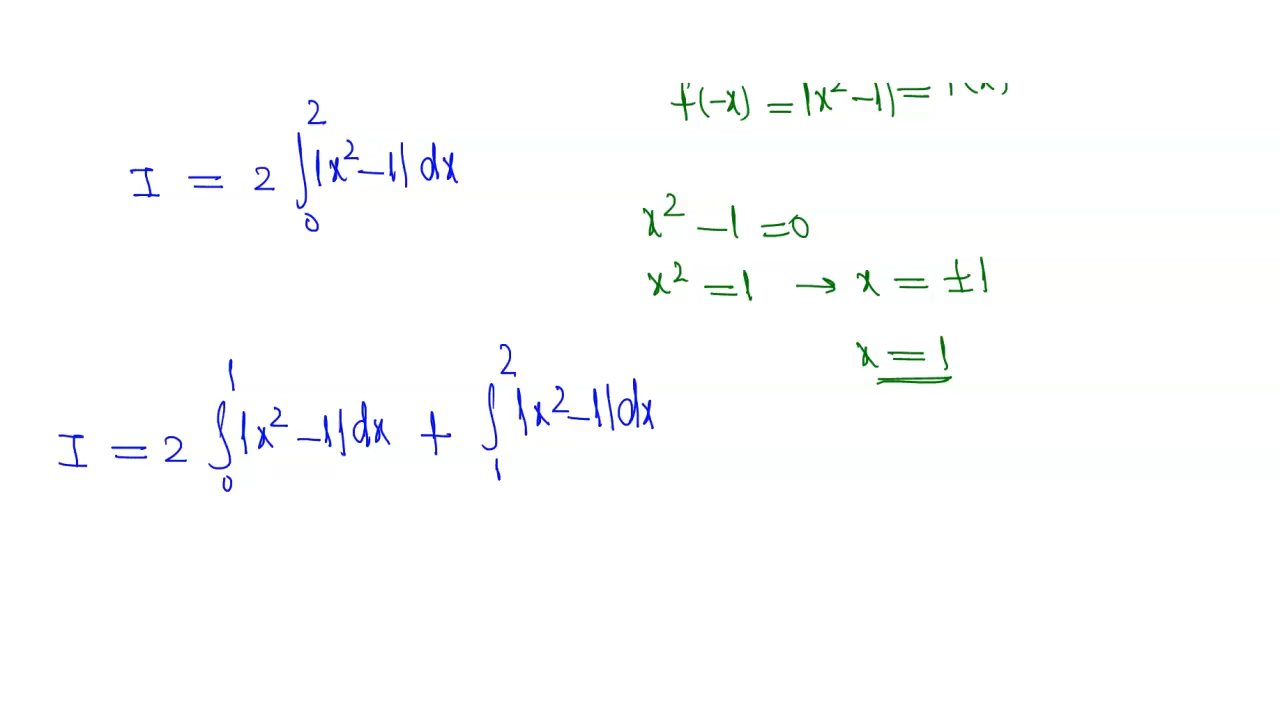 f(-x) = |x² - 1| = f(x)
I = 2 ∫₀² |x² - 1| dx
x² - 1 = 0
x² = 1 → x = ±1
x = 1
I = 2 ∫₀¹ |x² - 1| dx + ∫₁² |x² - 1| dx